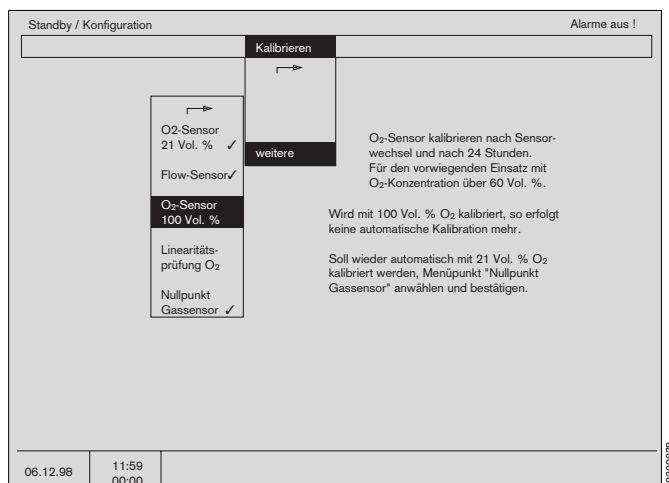 Standby / Konfiguration
Alarme aus !
Kalibrieren
O2-Sensor
21 Vol. % ✓
Flow-Sensor✓
O₂-Sensor
100 Vol. %
Linearitäts-
prüfung O₂
Nullpunkt
Gassensor ✓
weitere
O₂-Sensor kalibrieren nach Sensor-
wechsel und nach 24 Stunden.
Für den vorwiegenden Einsatz mit
O₂-Konzentration über 60 Vol. %.
Wird mit 100 Vol. % O₂ kalibriert, so erfolgt
keine automatische Kalibration mehr.
Soll wieder automatisch mit 21 Vol. % O₂
kalibriert werden, Menüpunkt "Nullpunkt
Gassensor" anwählen und bestätigen.
06.12.98
11:59
00:00